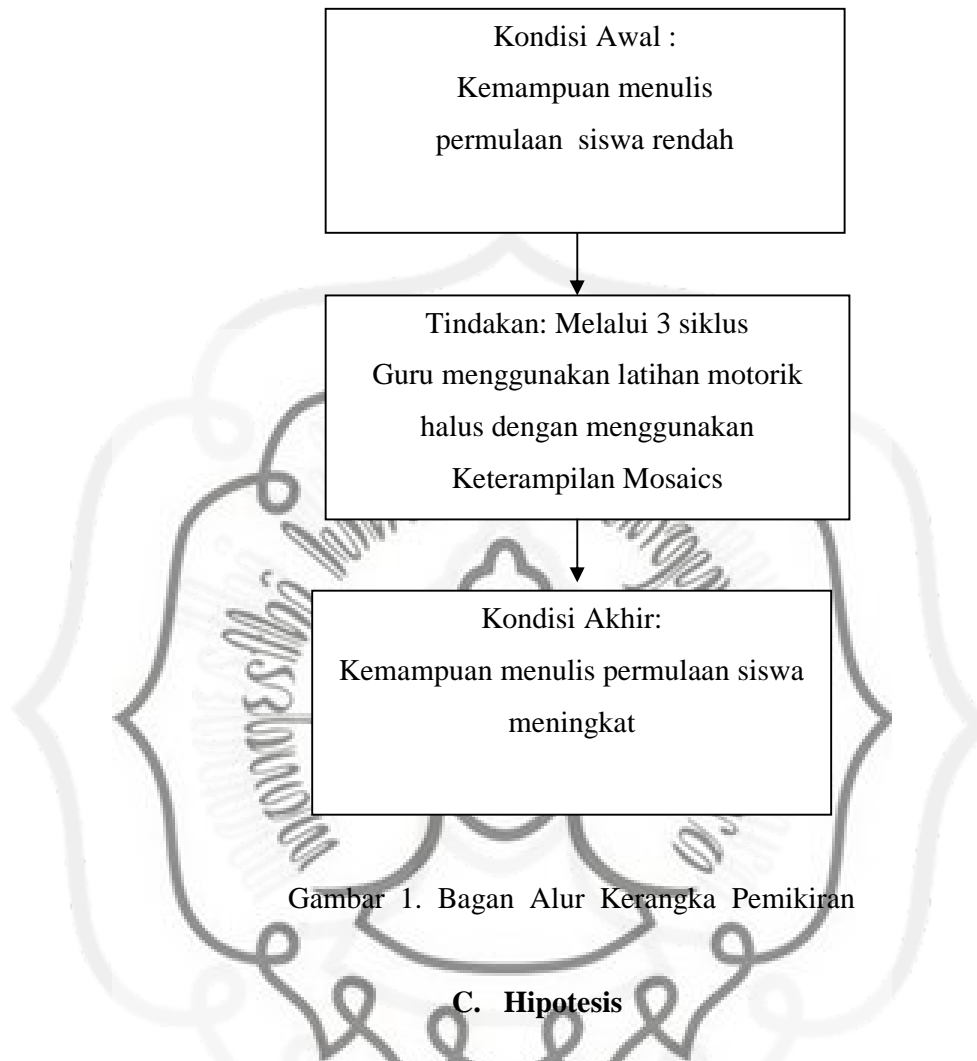 Kondisi Awal :
Kemampuan menulis
permulaan siswa rendah
Tindakan: Melalui 3 siklus
Guru menggunakan latihan motorik
halus dengan menggunakan
Keterampilan Mosaics
Kondisi Akhir:
Kemampuan menulis permulaan siswa
meningkat
Gambar 1. Bagan Alur Kerangka Pemikiran
C. Hipotesis